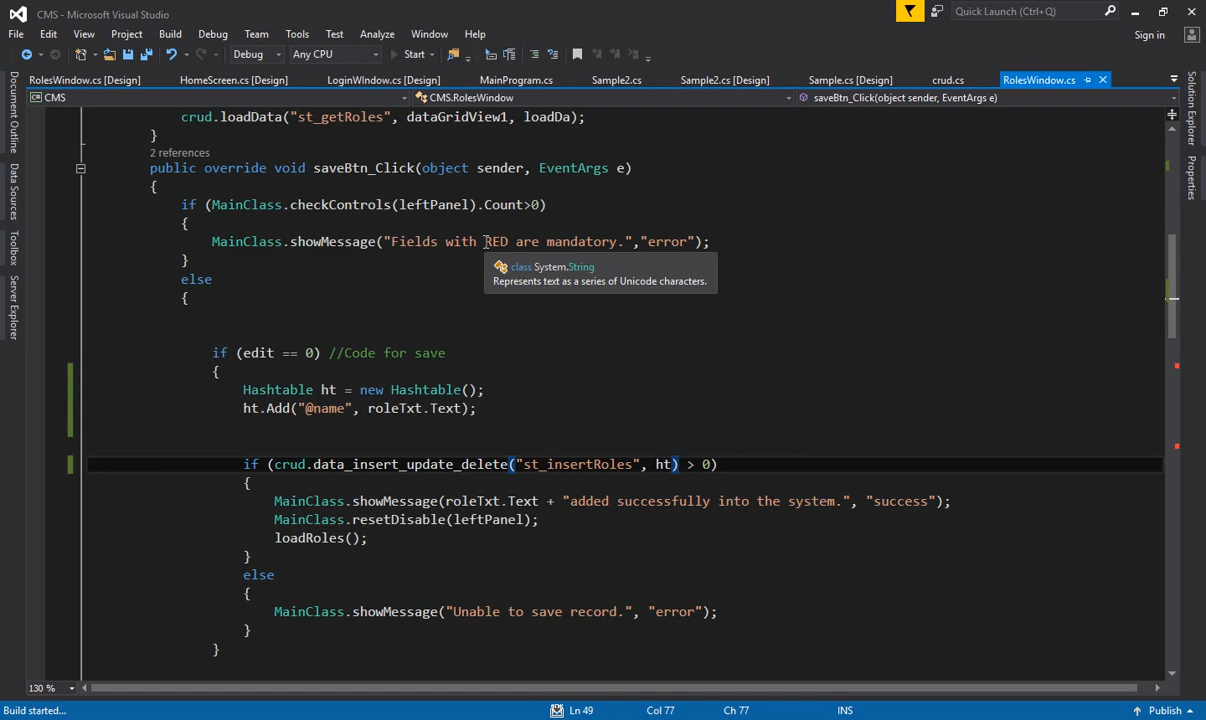 CMS - Microsoft Visual Studio
Quick Launch (Ctrl+Q)
File Edit View Project Build Debug Team Tools Test Analyze Window Help
Sign in
Debug Any CPU Start
RolesWindow.cs [Design] HomeScreen.cs [Design] LoginWIndow.cs [Design] MainProgram.cs Sample2.cs Sample2.cs [Design] Sample.cs [Design] crud.cs RolesWindow.cs
CMS CMS.RolesWindow saveBtn_Click(object sender, EventArgs e)
Document Outline
Data Sources
Toolbox
Server Explorer
Solution Explorer
Properties
crud.loadData("st_getRoles", dataGridView1, loadDa);
}
2 references
public override void saveBtn_Click(object sender, EventArgs e)
{
if (MainClass.checkControls(leftPanel).Count>0)
{
MainClass.showMessage("Fields with RED are mandatory.","error");
}
class System.String
Represents text as a series of Unicode characters.
else
{
if (edit == 0) //Code for save
{
Hashtable ht = new Hashtable();
ht.Add("@name", roleTxt.Text);
if (crud.data_insert_update_delete("st_insertRoles", ht) > 0)
{
MainClass.showMessage(roleTxt.Text + "added successfully into the system.", "success");
MainClass.resetDisable(leftPanel);
loadRoles();
}
else
{
MainClass.showMessage("Unable to save record.", "error");
}
}
130 %
Build started... Ln 49 Col 77 Ch 77 INS Publish